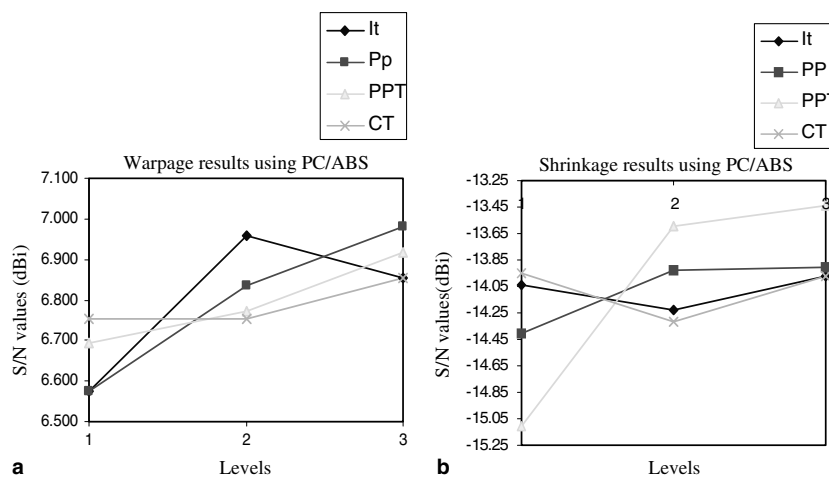 It
Pp
PPT
CT
Warpage results using PC/ABS
7.100
7.000
6.900
6.800
6.700
6.600
6.500
S/N values (dBi)
1 2 3
Levels
a
It
PP
PPT
CT
Shrinkage results using PC/ABS
-13.25
-13.45
-13.65
-13.85
-14.05
-14.25
-14.45
-14.65
-14.85
-15.05
-15.25
S/N values(dBi)
1 2 3
Levels
b